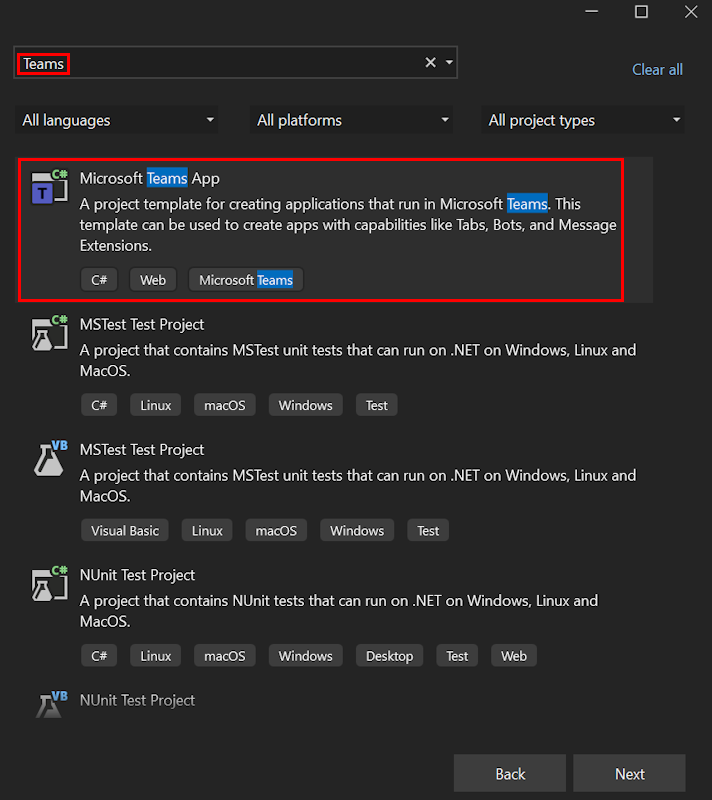 Teams
Clear all
All languages
All platforms
All project types
C#
T
Microsoft Teams App
A project template for creating applications that run in Microsoft Teams. This
template can be used to create apps with capabilities like Tabs, Bots, and Message
Extensions.
C#
Web
Microsoft Teams
C#
MSTest Test Project
A project that contains MSTest unit tests that can run on .NET on Windows, Linux and
MacOS.
C#
Linux
macOS
Windows
Test
VB
MSTest Test Project
A project that contains MSTest unit tests that can run on .NET on Windows, Linux and
MacOS.
Visual Basic
Linux
macOS
Windows
Test
C#
NUnit Test Project
A project that contains NUnit tests that can run on .NET on Windows, Linux and
MacOS.
C#
Linux
macOS
Windows
Desktop
Test
Web
VB
NUnit Test Project
Back
Next